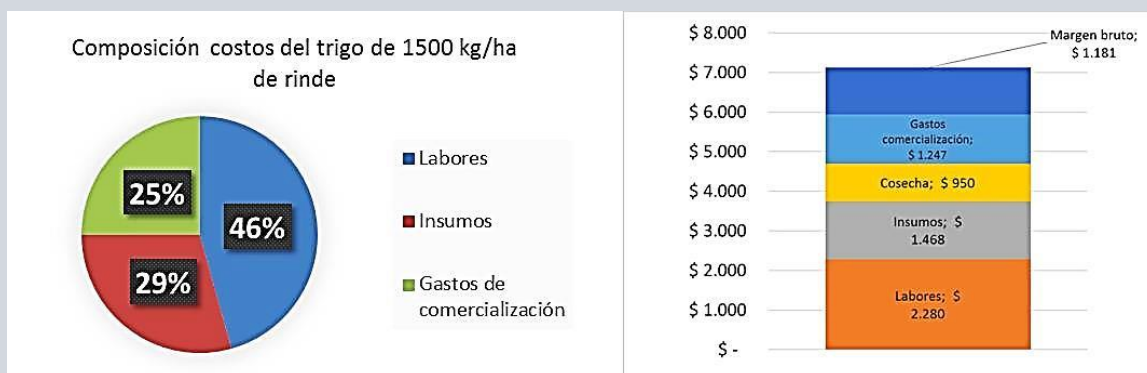 Composición costos del trigo de 1500 kg/ha
de rinde
25%
46%
29%
Labores
Insumos
Gastos de
comercialización
$ 8.000
$ 7.000
$ 6.000
$ 5.000
$ 4.000
$ 3.000
$ 2.000
$ 1.000
$ -
Margen bruto;
$ 1.181
Gastos
comercialización;
$ 1.247
Cosecha; $ 950
Insumos; $
1.468
Labores; $
2.280